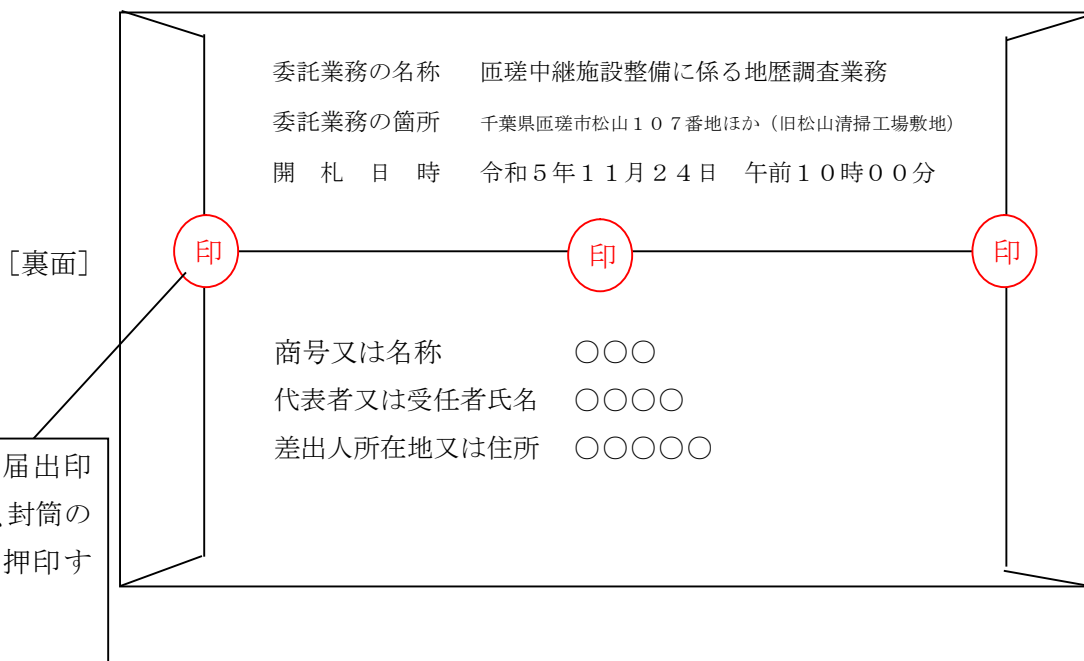 委託業務の名称 匝瑳中継施設整備に係る地歴調査業務
委託業務の箇所 千葉県匝瑳市松山１０７番地ほか（旧松山清掃工場敷地）
開 札 日 時 令和５年１１月２４日 午前１０時００分
印 印 印
［裏面］
商号又は名称 ○○○
代表者又は受任者氏名 ○○○○
差出人所在地又は住所 ○○○○○
届出印
、封筒の
押印す